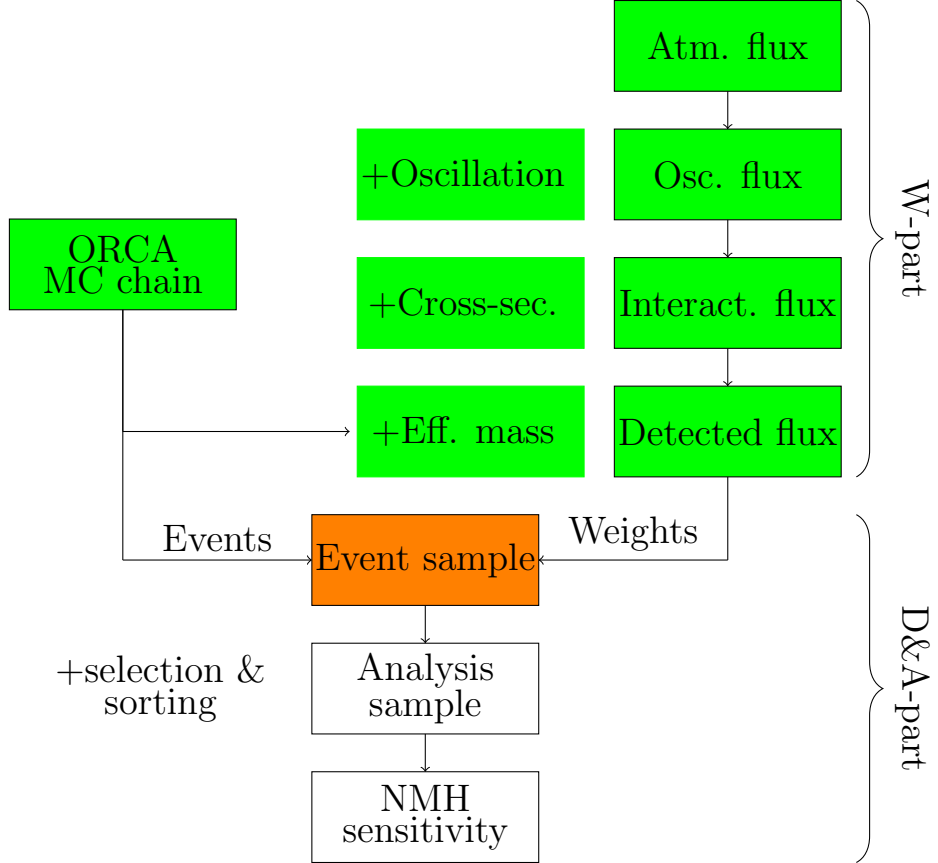 Atm. flux
+Oscillation
Osc. flux
W-part
ORCA
MC chain
+Cross-sec.
Interact. flux
+Eff. mass
Detected flux
Events
Weights
Event sample
D&A-part
+selection &
sorting
Analysis
sample
NMH
sensitivity